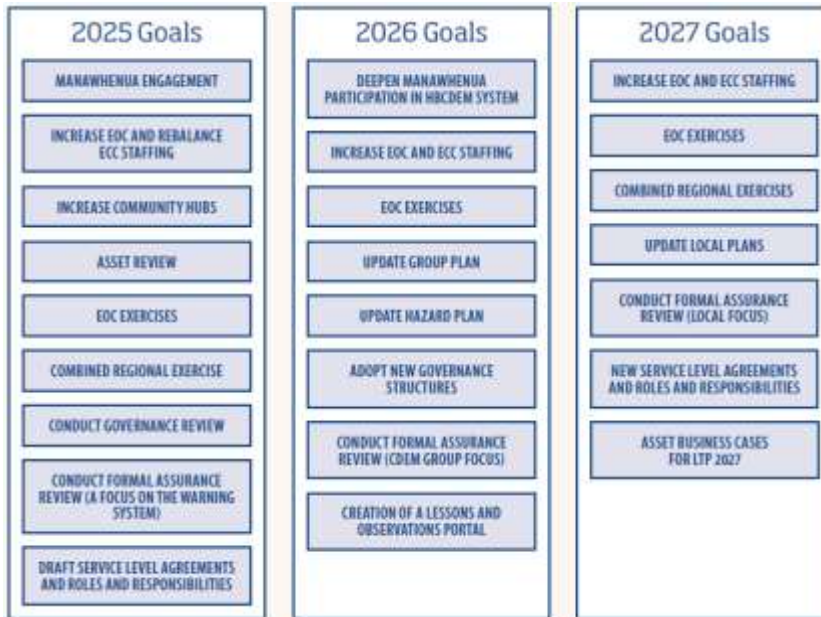 2025 Goals
MANAWHENUA ENGAGEMENT
INCREASE EOC AND REBALANCE
ECC STAFFING
INCREASE COMMUNITY HUBS
ASSET REVIEW
EOC EXERCISES
COMBINED REGIONAL EXERCISE
CONDUCT GOVERNANCE REVIEW
CONDUCT FORMAL ASSURANCE
REVIEW (A FOCUS ON THE WARNING
SYSTEM)
DRAFT SERVICE LEVEL AGREEMENTS
AND ROLES AND RESPONSIBILITIES
2026 Goals
DEEPEN MANAWHENUA
PARTICIPATION IN HBCDEM SYSTEM
INCREASE EOC AND ECC STAFFING
EOC EXERCISES
UPDATE GROUP PLAN
UPDATE HAZARD PLAN
ADOPT NEW GOVERNANCE
STRUCTURES
CONDUCT FORMAL ASSURANCE
REVIEW (CDEM GROUP FOCUS)
CREATION OF A LESSONS AND
OBSERVATIONS PORTAL
2027 Goals
INCREASE EOC AND ECC STAFFING
EOC EXERCISES
COMBINED REGIONAL EXERCISES
UPDATE LOCAL PLANS
CONDUCT FORMAL ASSURANCE
REVIEW (LOCAL FOCUS)
NEW SERVICE LEVEL AGREEMENTS
AND ROLES AND RESPONSIBILITIES
ASSET BUSINESS CASES
FOR LTP 2027